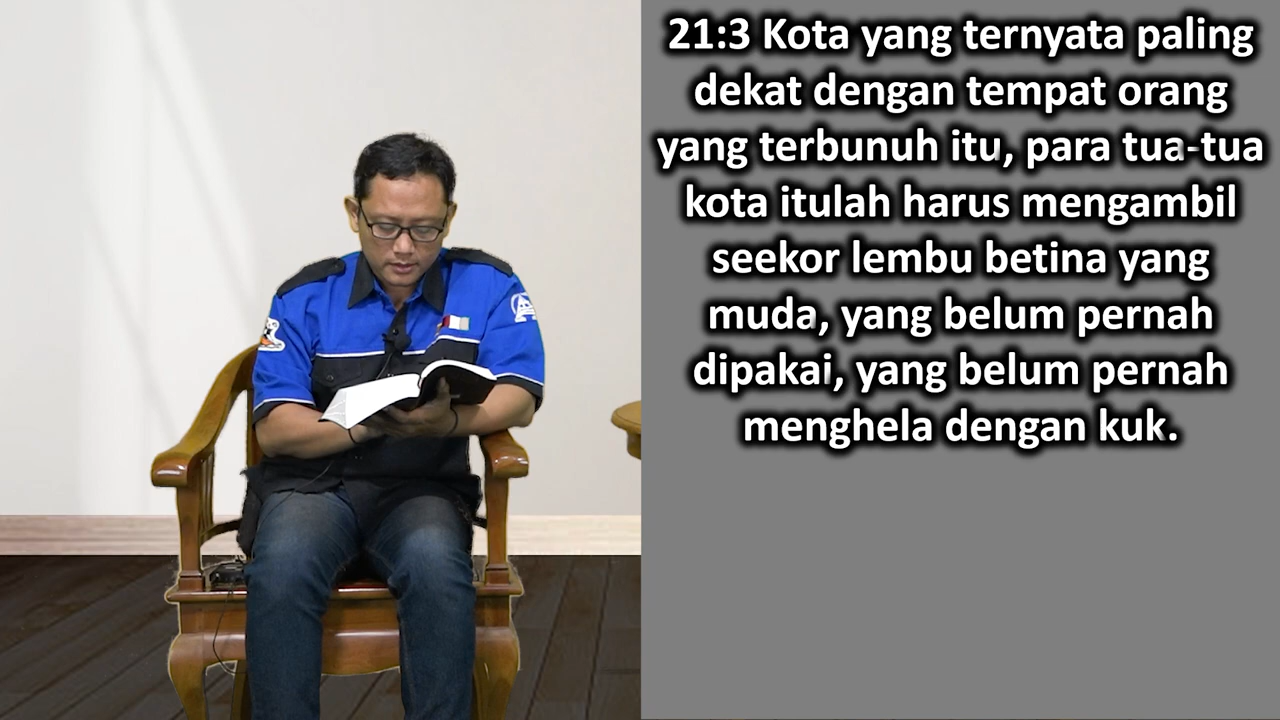 21:3 Kota yang ternyata paling
dekat dengan tempat orang
yang terbunuh itu, para tua-tua
kota itulah harus mengambil
seekor lembu betina yang
muda, yang belum pernah
dipakai, yang belum pernah
menghela dengan kuk.